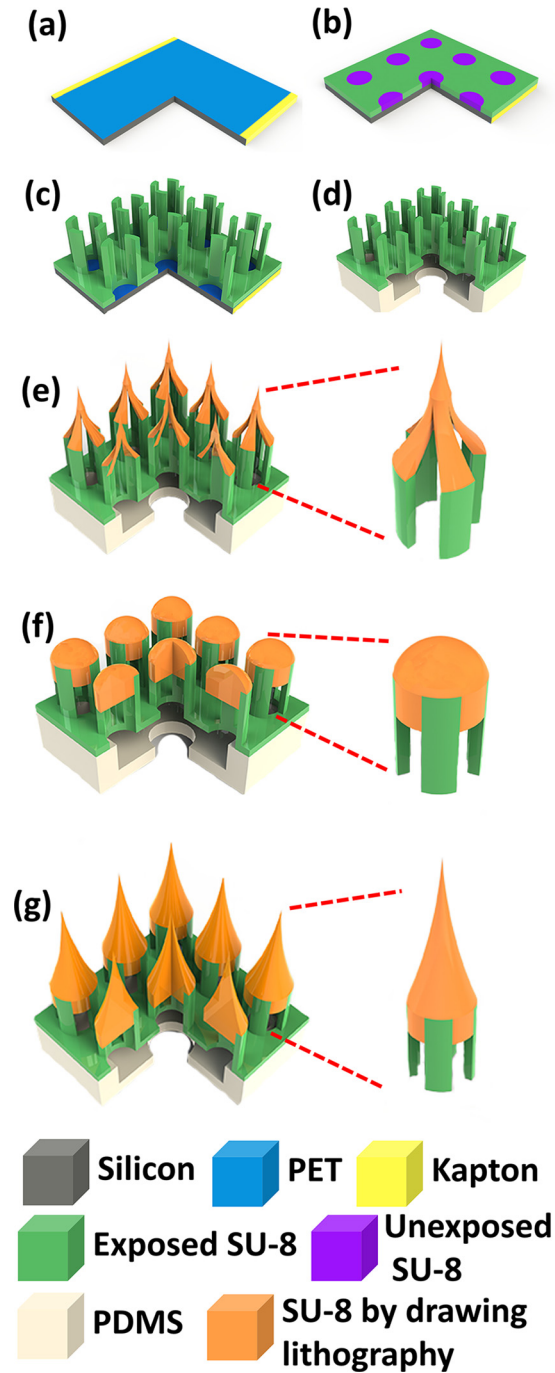 (a)
(b)
(c)
(d)
(e)
(f)
(g)
Silicon
PET
Kapton
Exposed SU-8
Unexposed
SU-8
PDMS
SU-8 by drawing
lithography